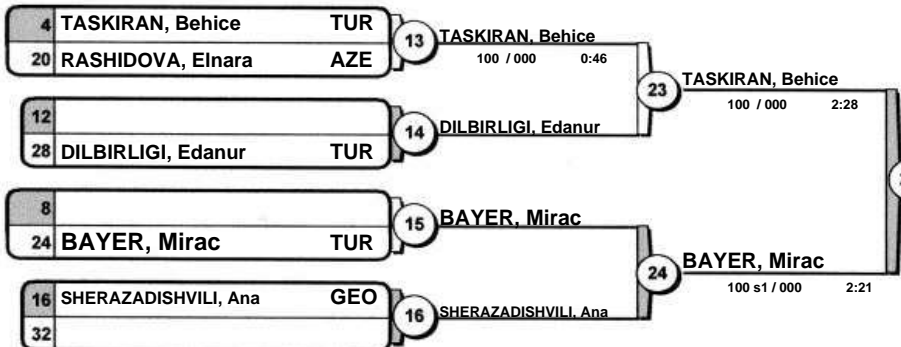 4 TASKIRAN, Behice TUR
20 RASHIDOVA, Elnara AZE
13 TASKIRAN, Behice
100 / 000 0:46
12
28 DILBIRLIGI, Edanur TUR
14 DILBIRLIGI, Edanur
23 TASKIRAN, Behice
100 / 000 2:28
8
24 BAYER, Mirac TUR
15 BAYER, Mirac
16 SHERAZADISHVILI, Ana GEO
32
16 SHERAZADISHVILI, Ana
24 BAYER, Mirac
100 s1 / 000 2:21